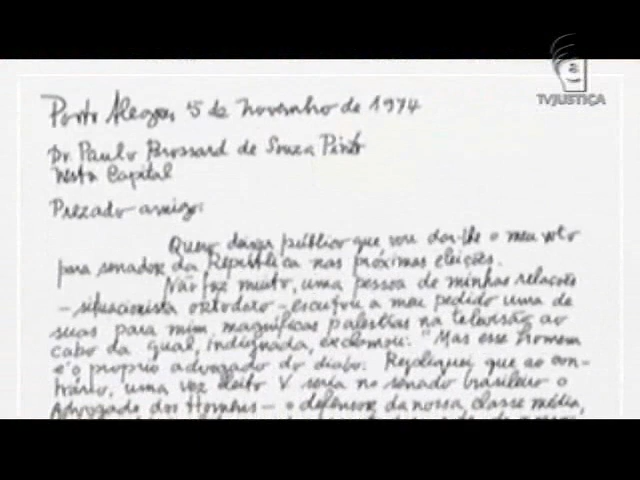 TVJUSTIÇA
Porto Alegre, 5 de novembro de 1974
Dr. Paulo Brossard de Souza Pinto
Nesta Capital
Prezado amigo:
Quero deixar público que vou dar-lhe o meu voto
para senador da República nas próximas eleições.
Não faz muito, uma pessoa de minhas relações
— situacionista ortodoxo — escutou a meu pedido uma de
suas para mim magníficas palestras na televisão ao
cabo da qual, indignada, exclamou: "Mas esse homem
é o proprio advogado do diabo. Repliquei que ao con-
trário, uma vez eleito V. seria no senado brasileiro o
Advogado dos Homens — o defensor da nossa classe média,